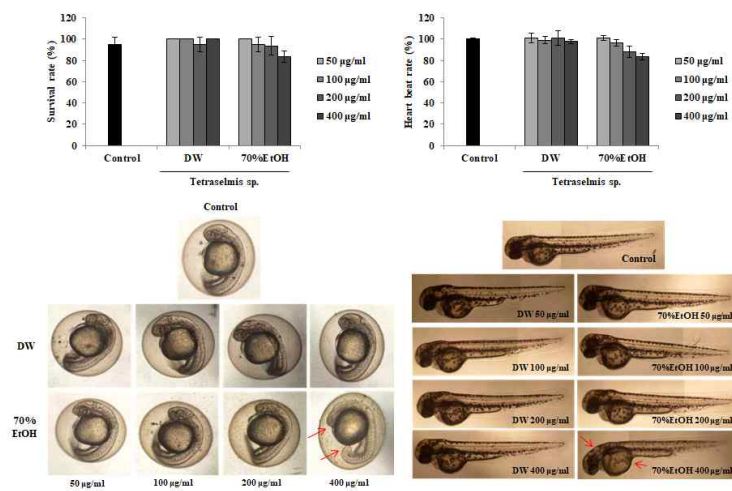 120
100
80
60
40
20
0
Survival rate (%)
Control
DW
70%EtOH
Tetraselmis sp.
50 µg/ml
100 µg/ml
200 µg/ml
400 µg/ml
120
100
80
60
40
20
0
Heart beat rate (%)
Control
DW
70%EtOH
Tetraselmis sp.
50 µg/ml
100 µg/ml
200 µg/ml
400 µg/ml
Control
DW
70%
EtOH
50 µg/ml
100 µg/ml
200 µg/ml
400 µg/ml
Control
DW 50 µg/ml
70%EtOH 50 µg/ml
DW 100 µg/ml
70%EtOH 100 µg/ml
DW 200 µg/ml
70%EtOH 200 µg/ml
DW 400 µg/ml
70%EtOH 400 µg/ml